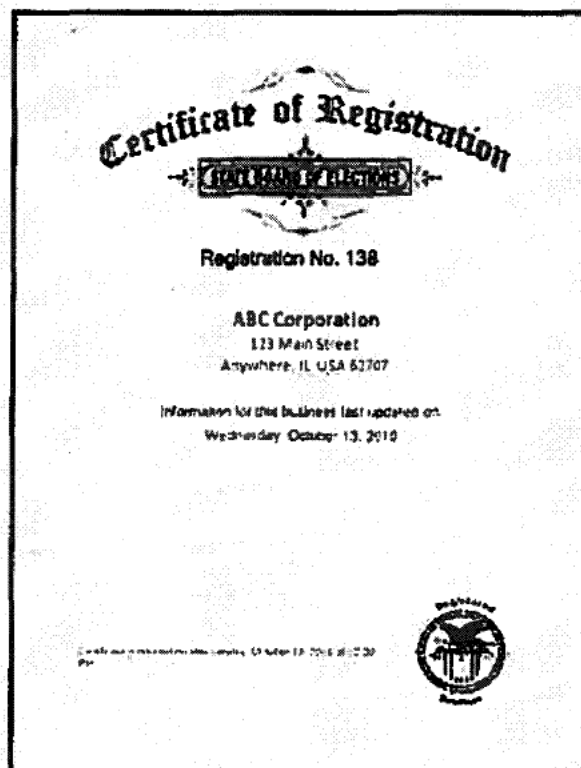 Certificate of Registration
STATE BOARD OF ELECTIONS
Registration No. 138
ABC Corporation
123 Main Street
Anywhere, IL USA 62707
Information for this business last updated on
Wednesday, October 13, 2010
Registered